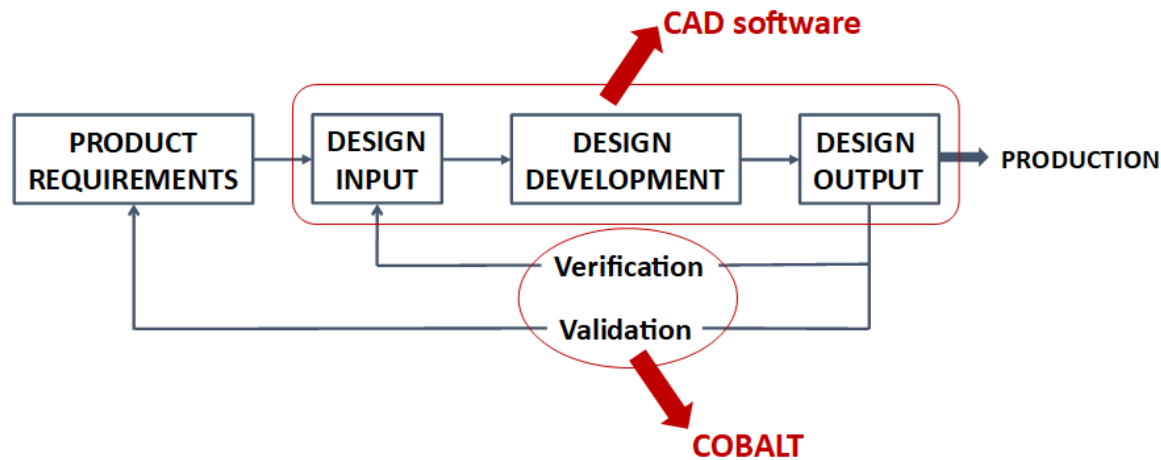 CAD software
PRODUCT
REQUIREMENTS
DESIGN
INPUT
DESIGN
DEVELOPMENT
DESIGN
OUTPUT
PRODUCTION
Verification
Validation
COBALT